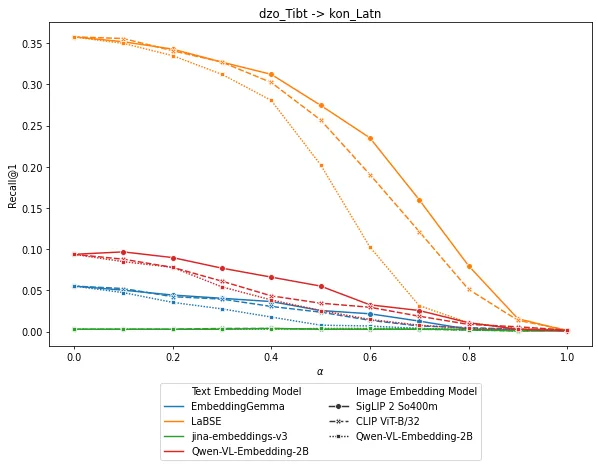 dzo_Tibt -> kon_Latn
Recall@1
0.35
0.30
0.25
0.20
0.15
0.10
0.05
0.00
0.0 0.2 0.4 0.6 0.8 1.0
α
Text Embedding Model
EmbeddingGemma
LaBSE
jina-embeddings-v3
Qwen-VL-Embedding-2B
Image Embedding Model
SigLIP 2 So400m
CLIP ViT-B/32
Qwen-VL-Embedding-2B